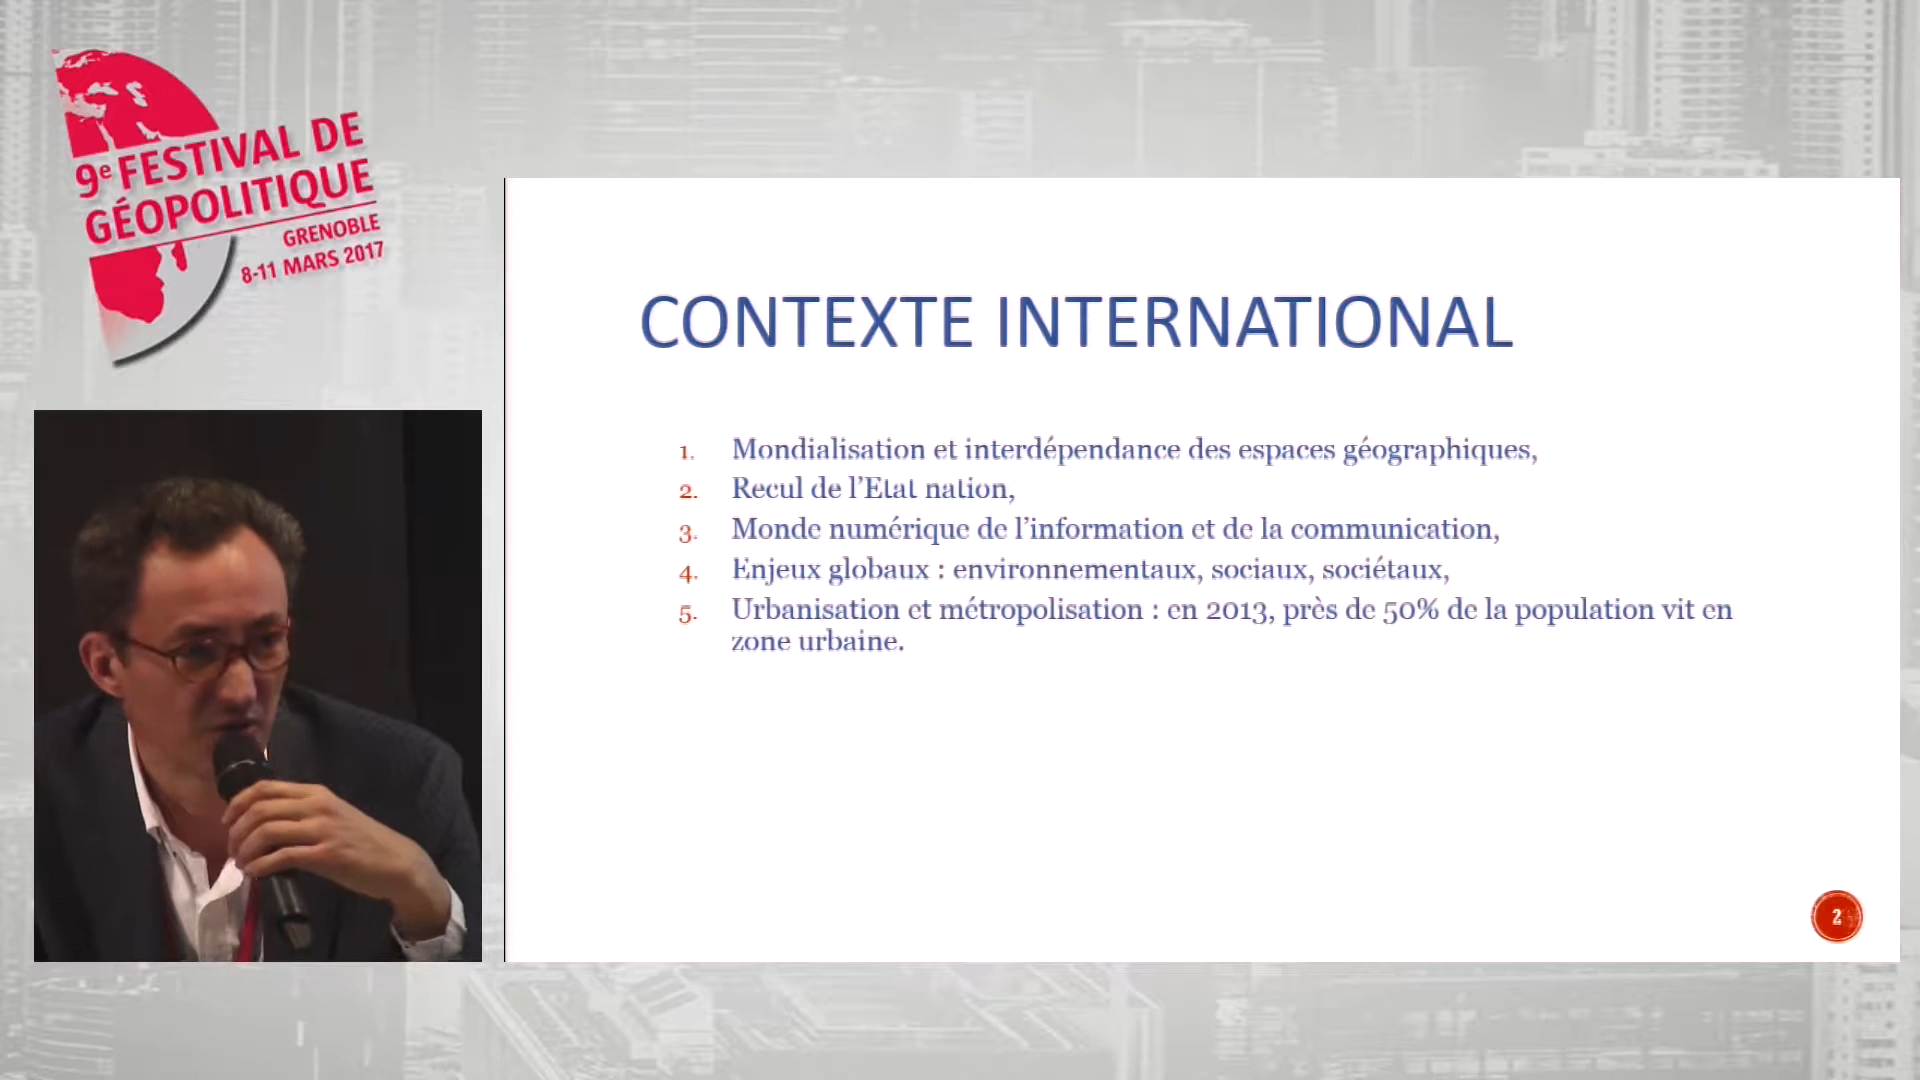 9e FESTIVAL DE
GÉOPOLITIQUE
GRENOBLE
8-11 MARS 2017
CONTEXTE INTERNATIONAL
1. Mondialisation et interdépendance des espaces géographiques,
2. Recul de l’Etat nation,
3. Monde numérique de l’information et de la communication,
4. Enjeux globaux : environnementaux, sociaux, sociétaux,
5. Urbanisation et métropolisation : en 2013, près de 50% de la population vit en
zone urbaine.
2